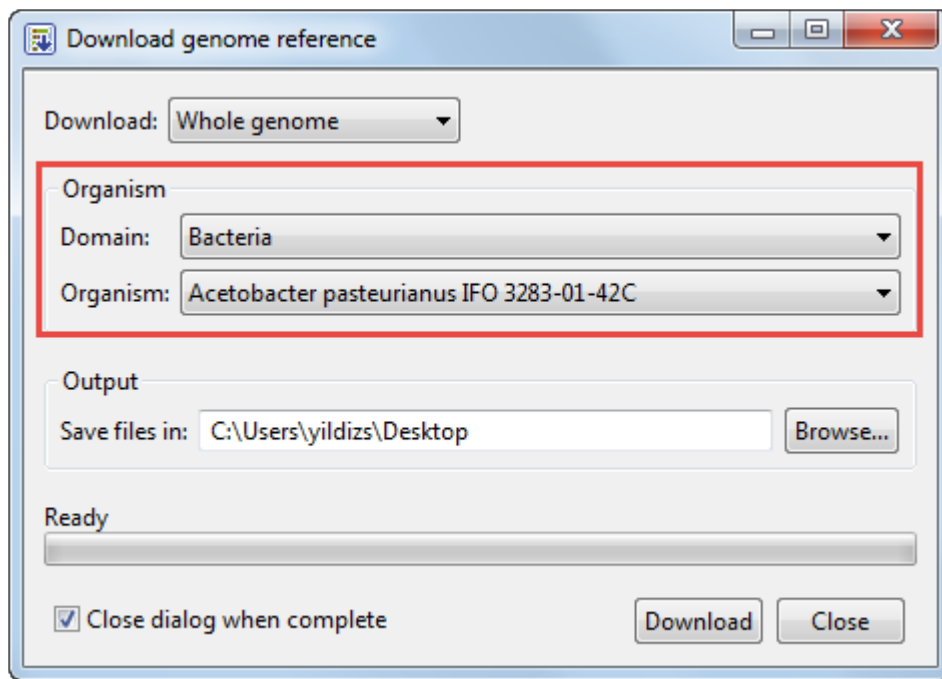 Download genome reference
Download: Whole genome
Organism
Domain: Bacteria
Organism: Acetobacter pasteurianus IFO 3283-01-42C
Output
Save files in: C:\Users\yildizs\Desktop Browse...
Ready
Close dialog when complete Download Close